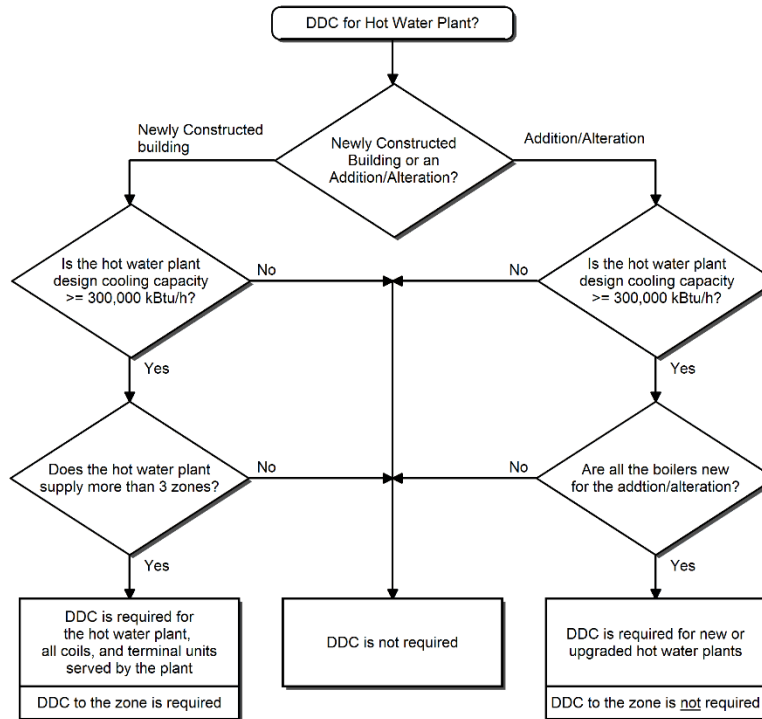 DDC for Hot Water Plant?
Newly Constructed
building
Newly Constructed
Building or an
Addition/Alteration?
Addition/Alteration
Is the hot water plant
design cooling capacity
>= 300,000 kBtu/h?
No
No
Is the hot water plant
design cooling capacity
>= 300,000 kBtu/h?
Yes
Yes
Does the hot water plant
supply more than 3 zones?
No
No
Are all the boilers new
for the addtion/alteration?
Yes
Yes
DDC is required for
the hot water plant,
all coils, and terminal units
served by the plant
DDC to the zone is required
DDC is not required
DDC is required for new or
upgraded hot water plants
DDC to the zone is not required